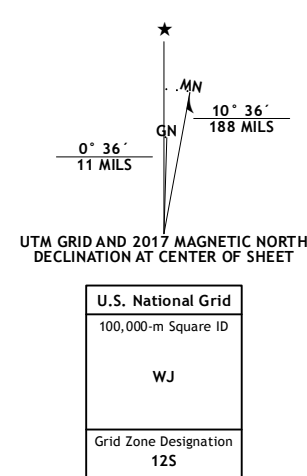 ★
MN
GN
0° 36´
11 MILS
10° 36´
188 MILS
UTM GRID AND 2017 MAGNETIC NORTH
DECLINATION AT CENTER OF SHEET
U.S. National Grid
100,000-m Square ID
WJ
Grid Zone Designation
12S